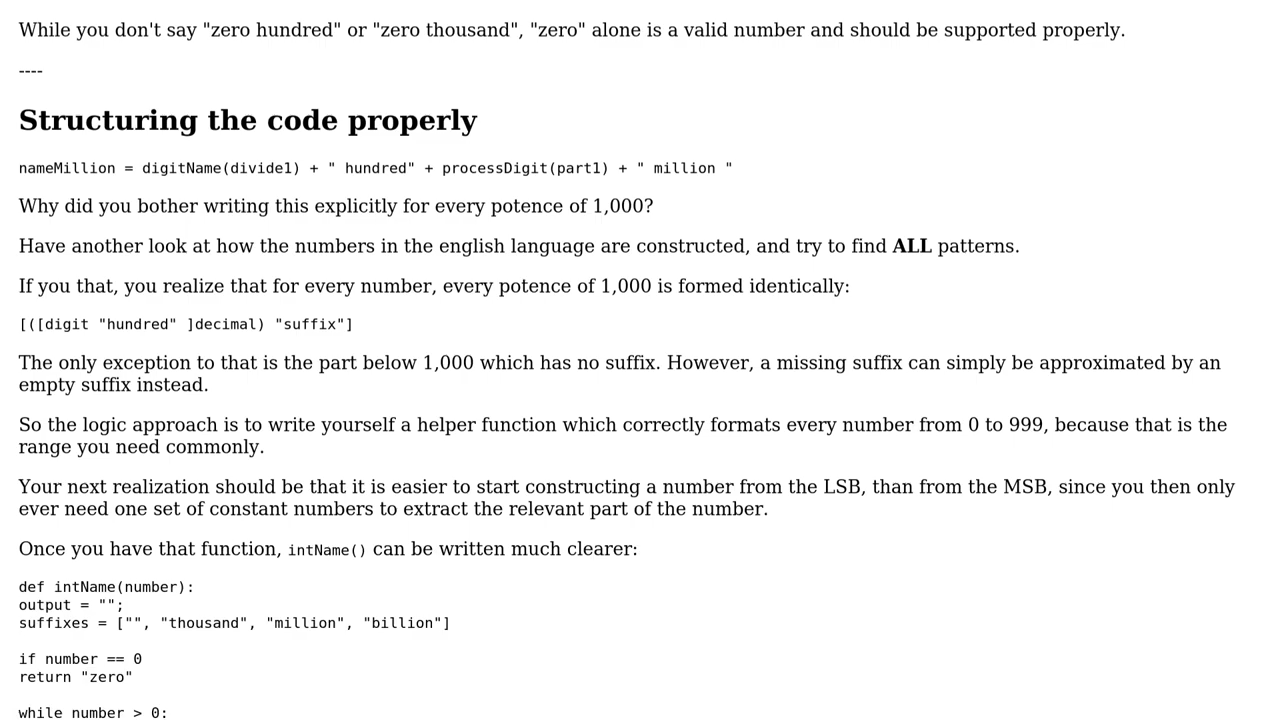 While you don't say "zero hundred" or "zero thousand", "zero" alone is a valid number and should be supported properly.
----
Structuring the code properly
nameMillion = digitName(divide1) + " hundred" + processDigit(part1) + " million "
Why did you bother writing this explicitly for every potence of 1,000?
Have another look at how the numbers in the english language are constructed, and try to find ALL patterns.
If you that, you realize that for every number, every potence of 1,000 is formed identically:
[([digit "hundred" ]decimal) "suffix"]
The only exception to that is the part below 1,000 which has no suffix. However, a missing suffix can simply be approximated by an
empty suffix instead.
So the logic approach is to write yourself a helper function which correctly formats every number from 0 to 999, because that is the
range you need commonly.
Your next realization should be that it is easier to start constructing a number from the LSB, than from the MSB, since you then only
ever need one set of constant numbers to extract the relevant part of the number.
Once you have that function, intName() can be written much clearer:
def intName(number):
output = "";
suffixes = ["", "thousand", "million", "billion"]
if number == 0
return "zero"
while number > 0: